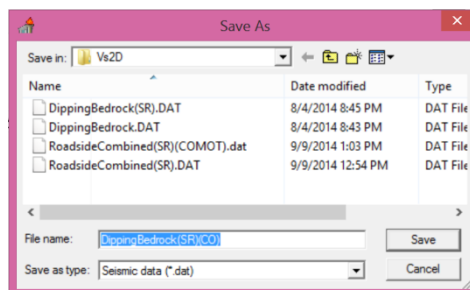 Save As
Save in: Vs2D
Name Date modified Type
DippingBedrock(SR).DAT 8/4/2014 8:45 PM DAT File
DippingBedrock.DAT 8/4/2014 8:43 PM DAT File
RoadsideCombined(SR)(COMOT).dat 9/9/2014 1:03 PM DAT File
RoadsideCombined(SR).DAT 9/9/2014 12:54 PM DAT File
File name: DippingBedrock(SR)(CO) Save
Save as type: Seismic data (*.dat) Cancel